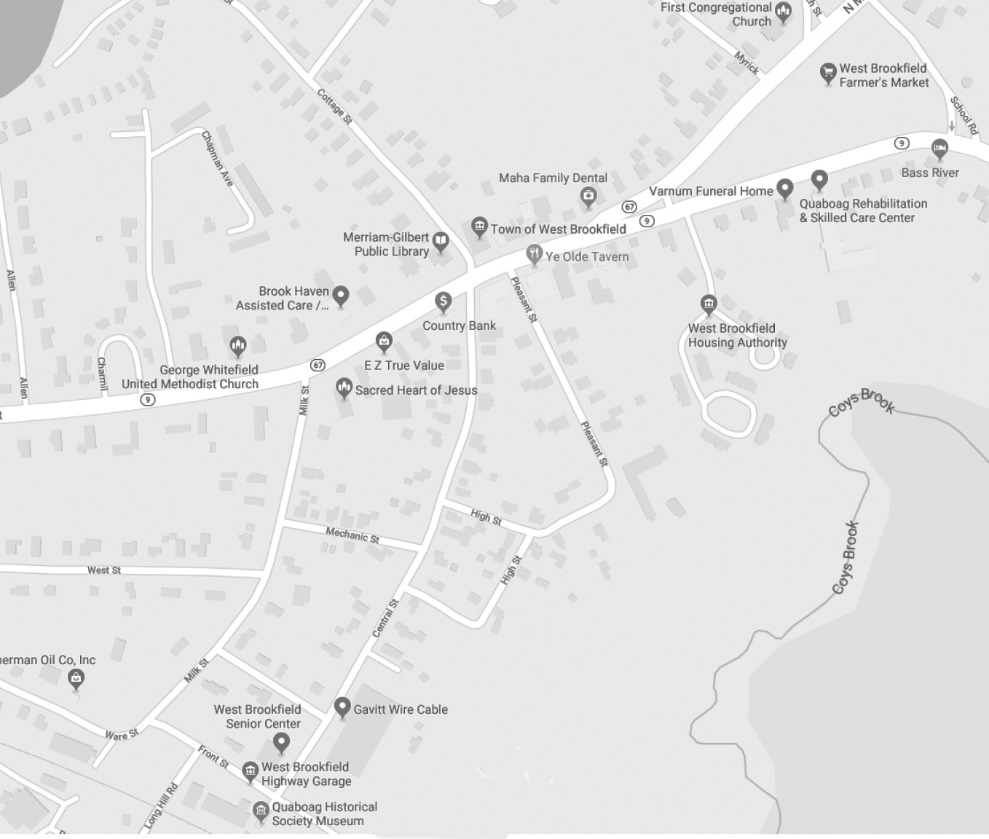 First Congregational
Church
N M
Myrick
West Brookfield
Farmer's Market
Cottage St
School Rd
9
Chapman Ave
Bass River
Maha Family Dental
Varnum Funeral Home
67
9
Quaboag Rehabilitation
& Skilled Care Center
Town of West Brookfield
Merriam-Gilbert
Public Library
Ye Olde Tavern
Allen
Brook Haven
Assisted Care /...
Pleasant St
Country Bank
West Brookfield
Housing Authority
George Whitefield
United Methodist Church
67
E Z True Value
Charmil
Allen
9
Milk St
Sacred Heart of Jesus
Coys Brook
Pleasant St
High St
Mechanic St
Coys Brook
West St
High St
Central St
herman Oil Co, Inc
Milk St
West Brookfield
Senior Center
Gavitt Wire Cable
Ware St
Front St
West Brookfield
Highway Garage
Long Hill Rd
Quaboag Historical
Society Museum